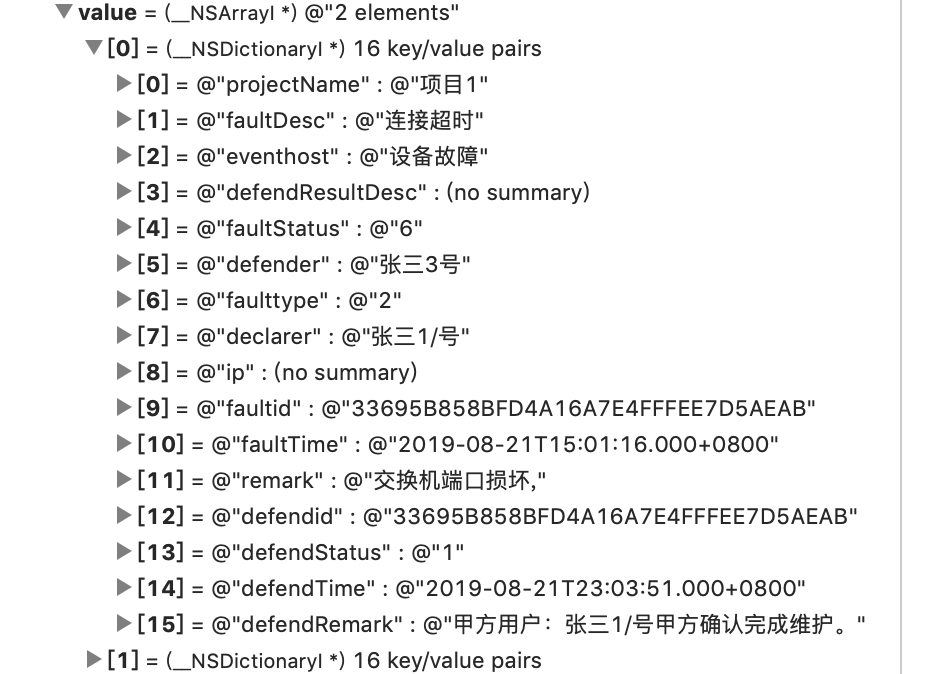 value = (__NSArrayI *) @"2 elements"
[0] = (__NSDictionaryI *) 16 key/value pairs
[0] = @"projectName" : @"项目1"
[1] = @"faultDesc" : @"连接超时"
[2] = @"eventhost" : @"设备故障"
[3] = @"defendResultDesc" : (no summary)
[4] = @"faultStatus" : @"6"
[5] = @"defender" : @"张三3号"
[6] = @"faulttype" : @"2"
[7] = @"declarer" : @"张三1/号"
[8] = @"ip" : (no summary)
[9] = @"faultid" : @"33695B858BFD4A16A7E4FFFEE7D5AEAB"
[10] = @"faultTime" : @"2019-08-21T15:01:16.000+0800"
[11] = @"remark" : @"交换机端口损坏,"
[12] = @"defendid" : @"33695B858BFD4A16A7E4FFFEE7D5AEAB"
[13] = @"defendStatus" : @"1"
[14] = @"defendTime" : @"2019-08-21T23:03:51.000+0800"
[15] = @"defendRemark" : @"甲方用户：张三1/号甲方确认完成维护。"
[1] = (__NSDictionaryI *) 16 key/value pairs